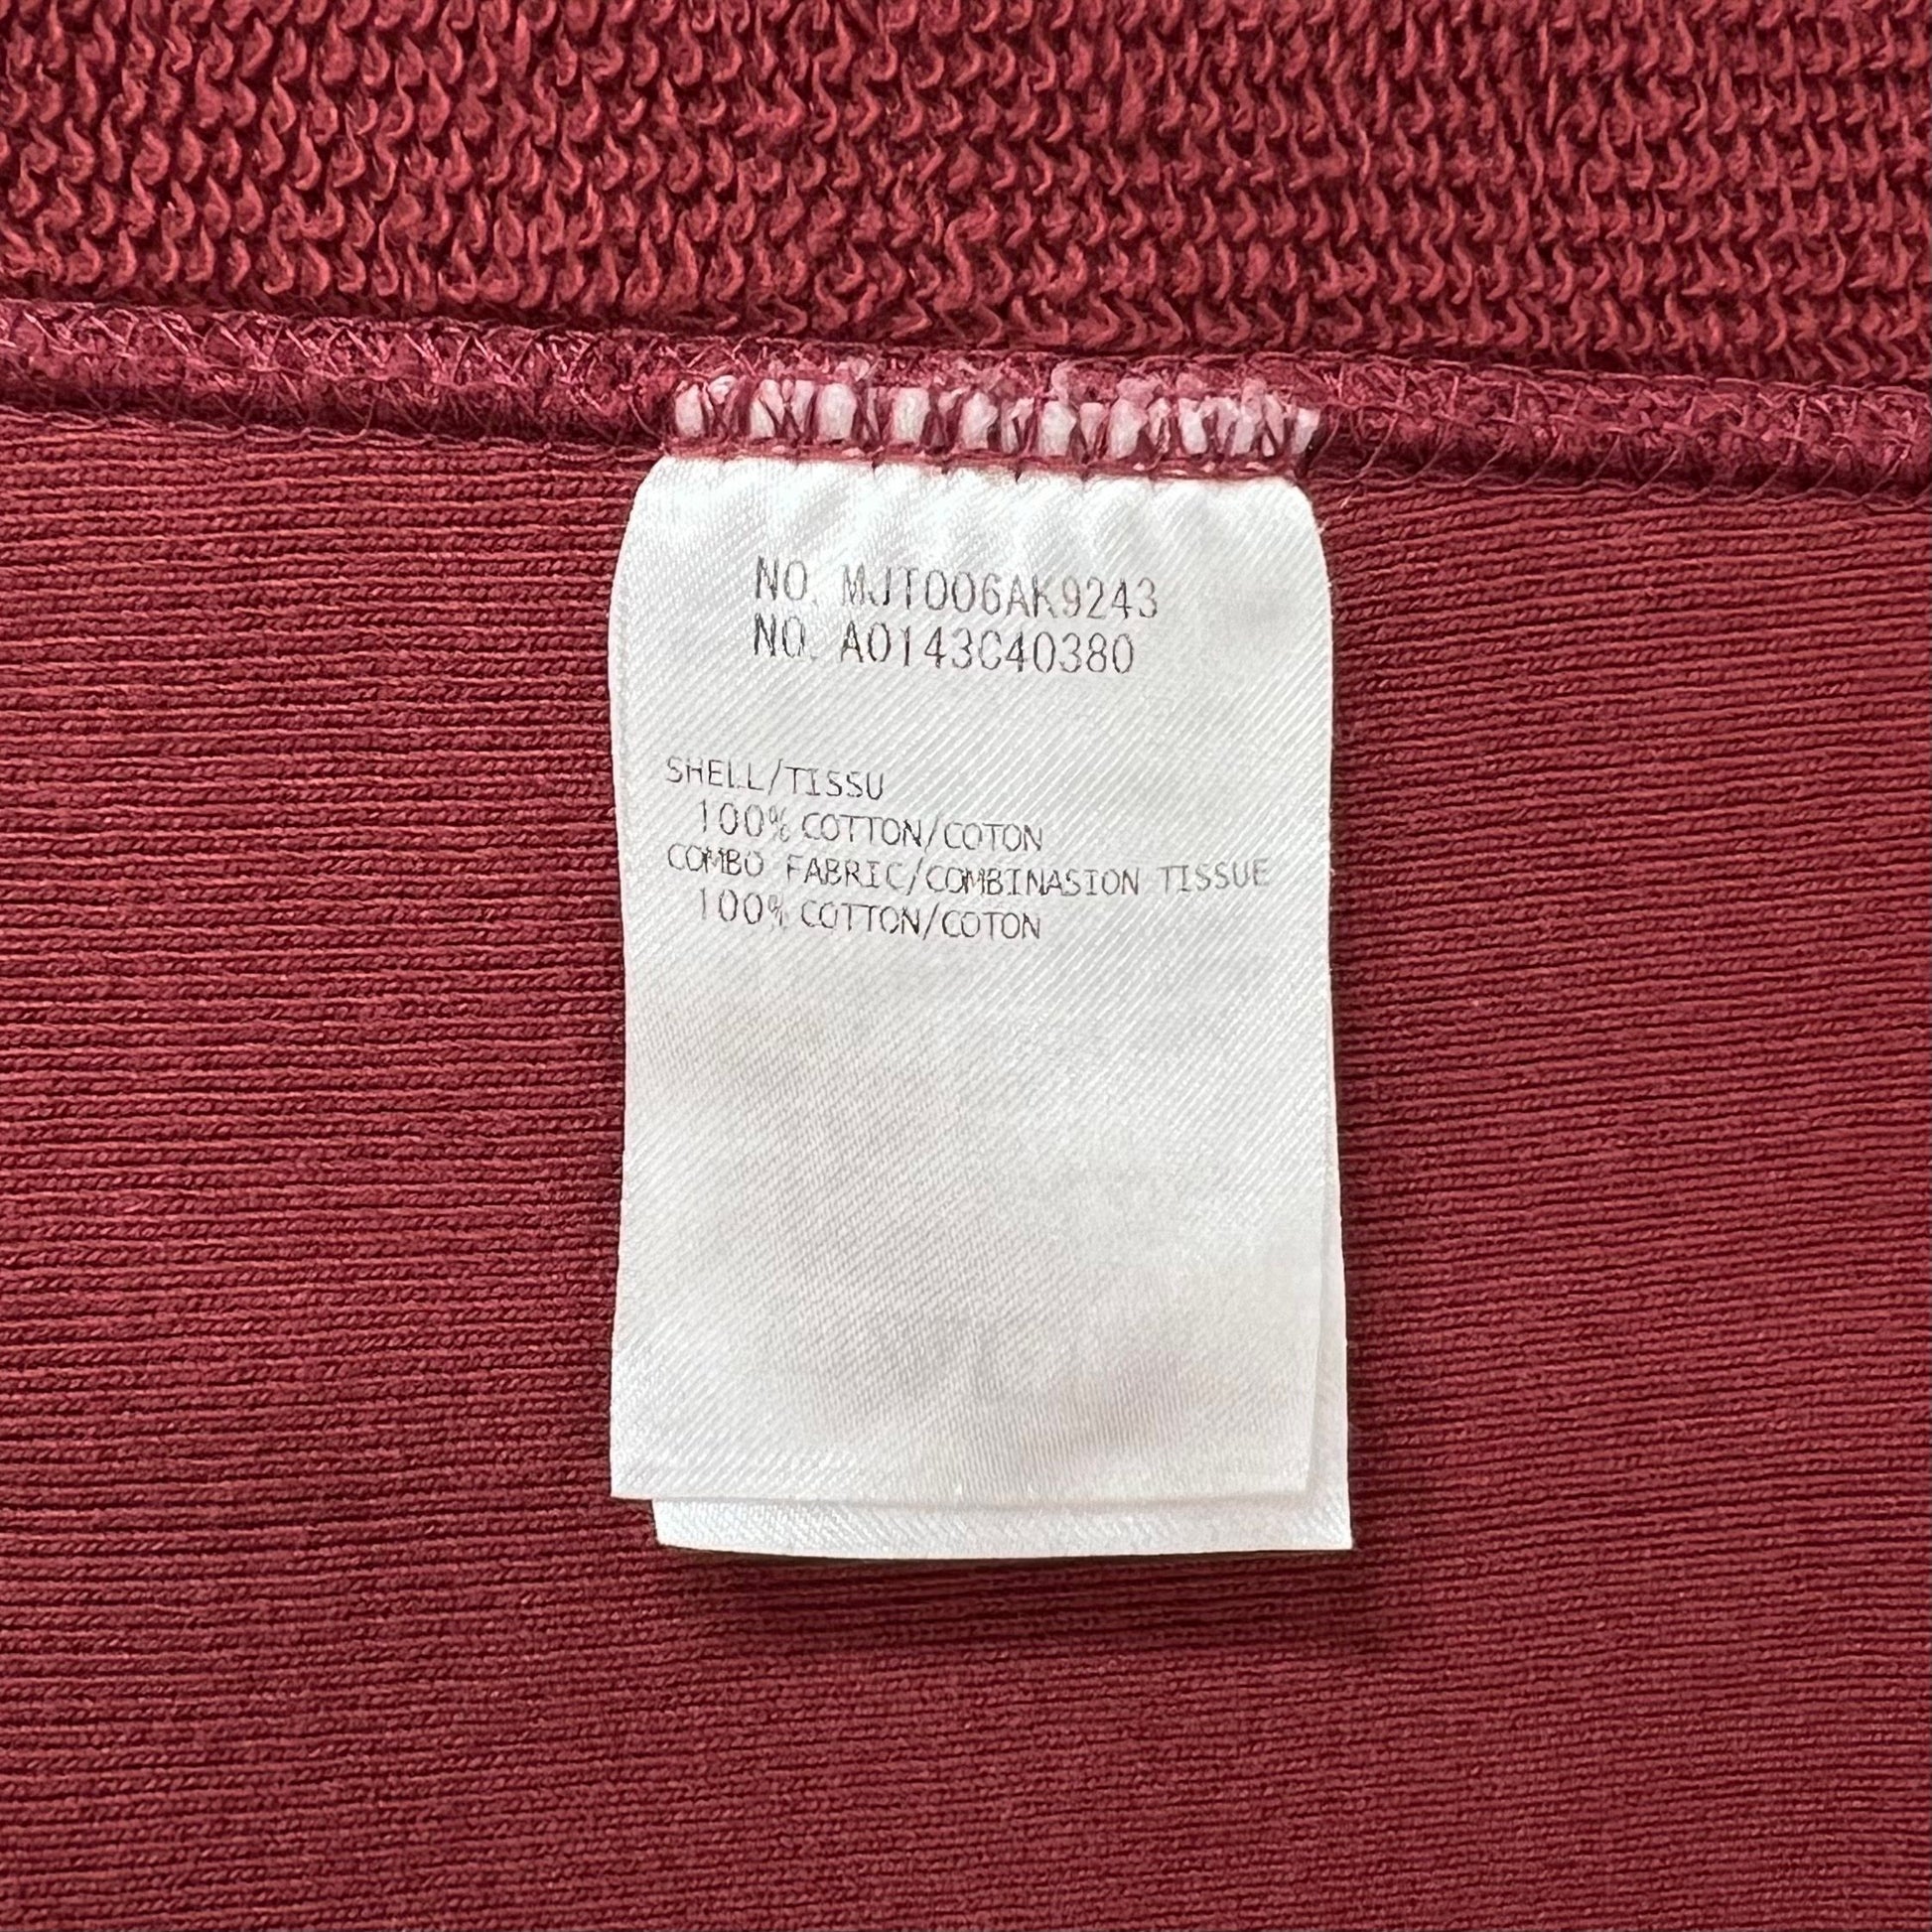 NO. MJT006AK9243
NO. A0143C40380
SHELL/TISSU
100% COTTON/COTON
COMBO FABRIC/COMBINASION TISSUE
100% COTTON/COTON